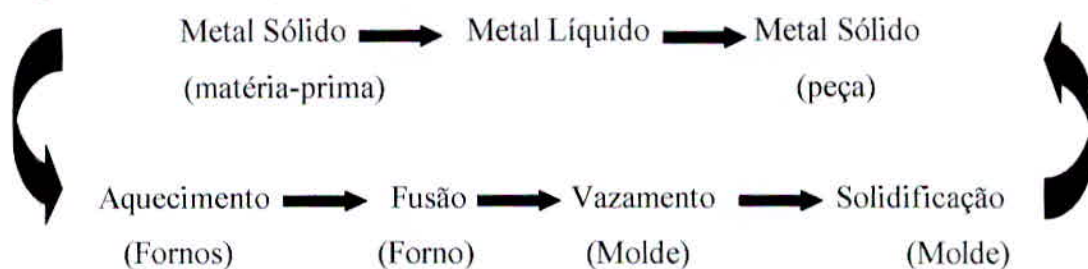 Metal Sólido Metal Líquido Metal Sólido
(matéria-prima) (peça)
Aquecimento Fusão Vazamento Solidificação
(Fornos) (Forno) (Molde) (Molde)